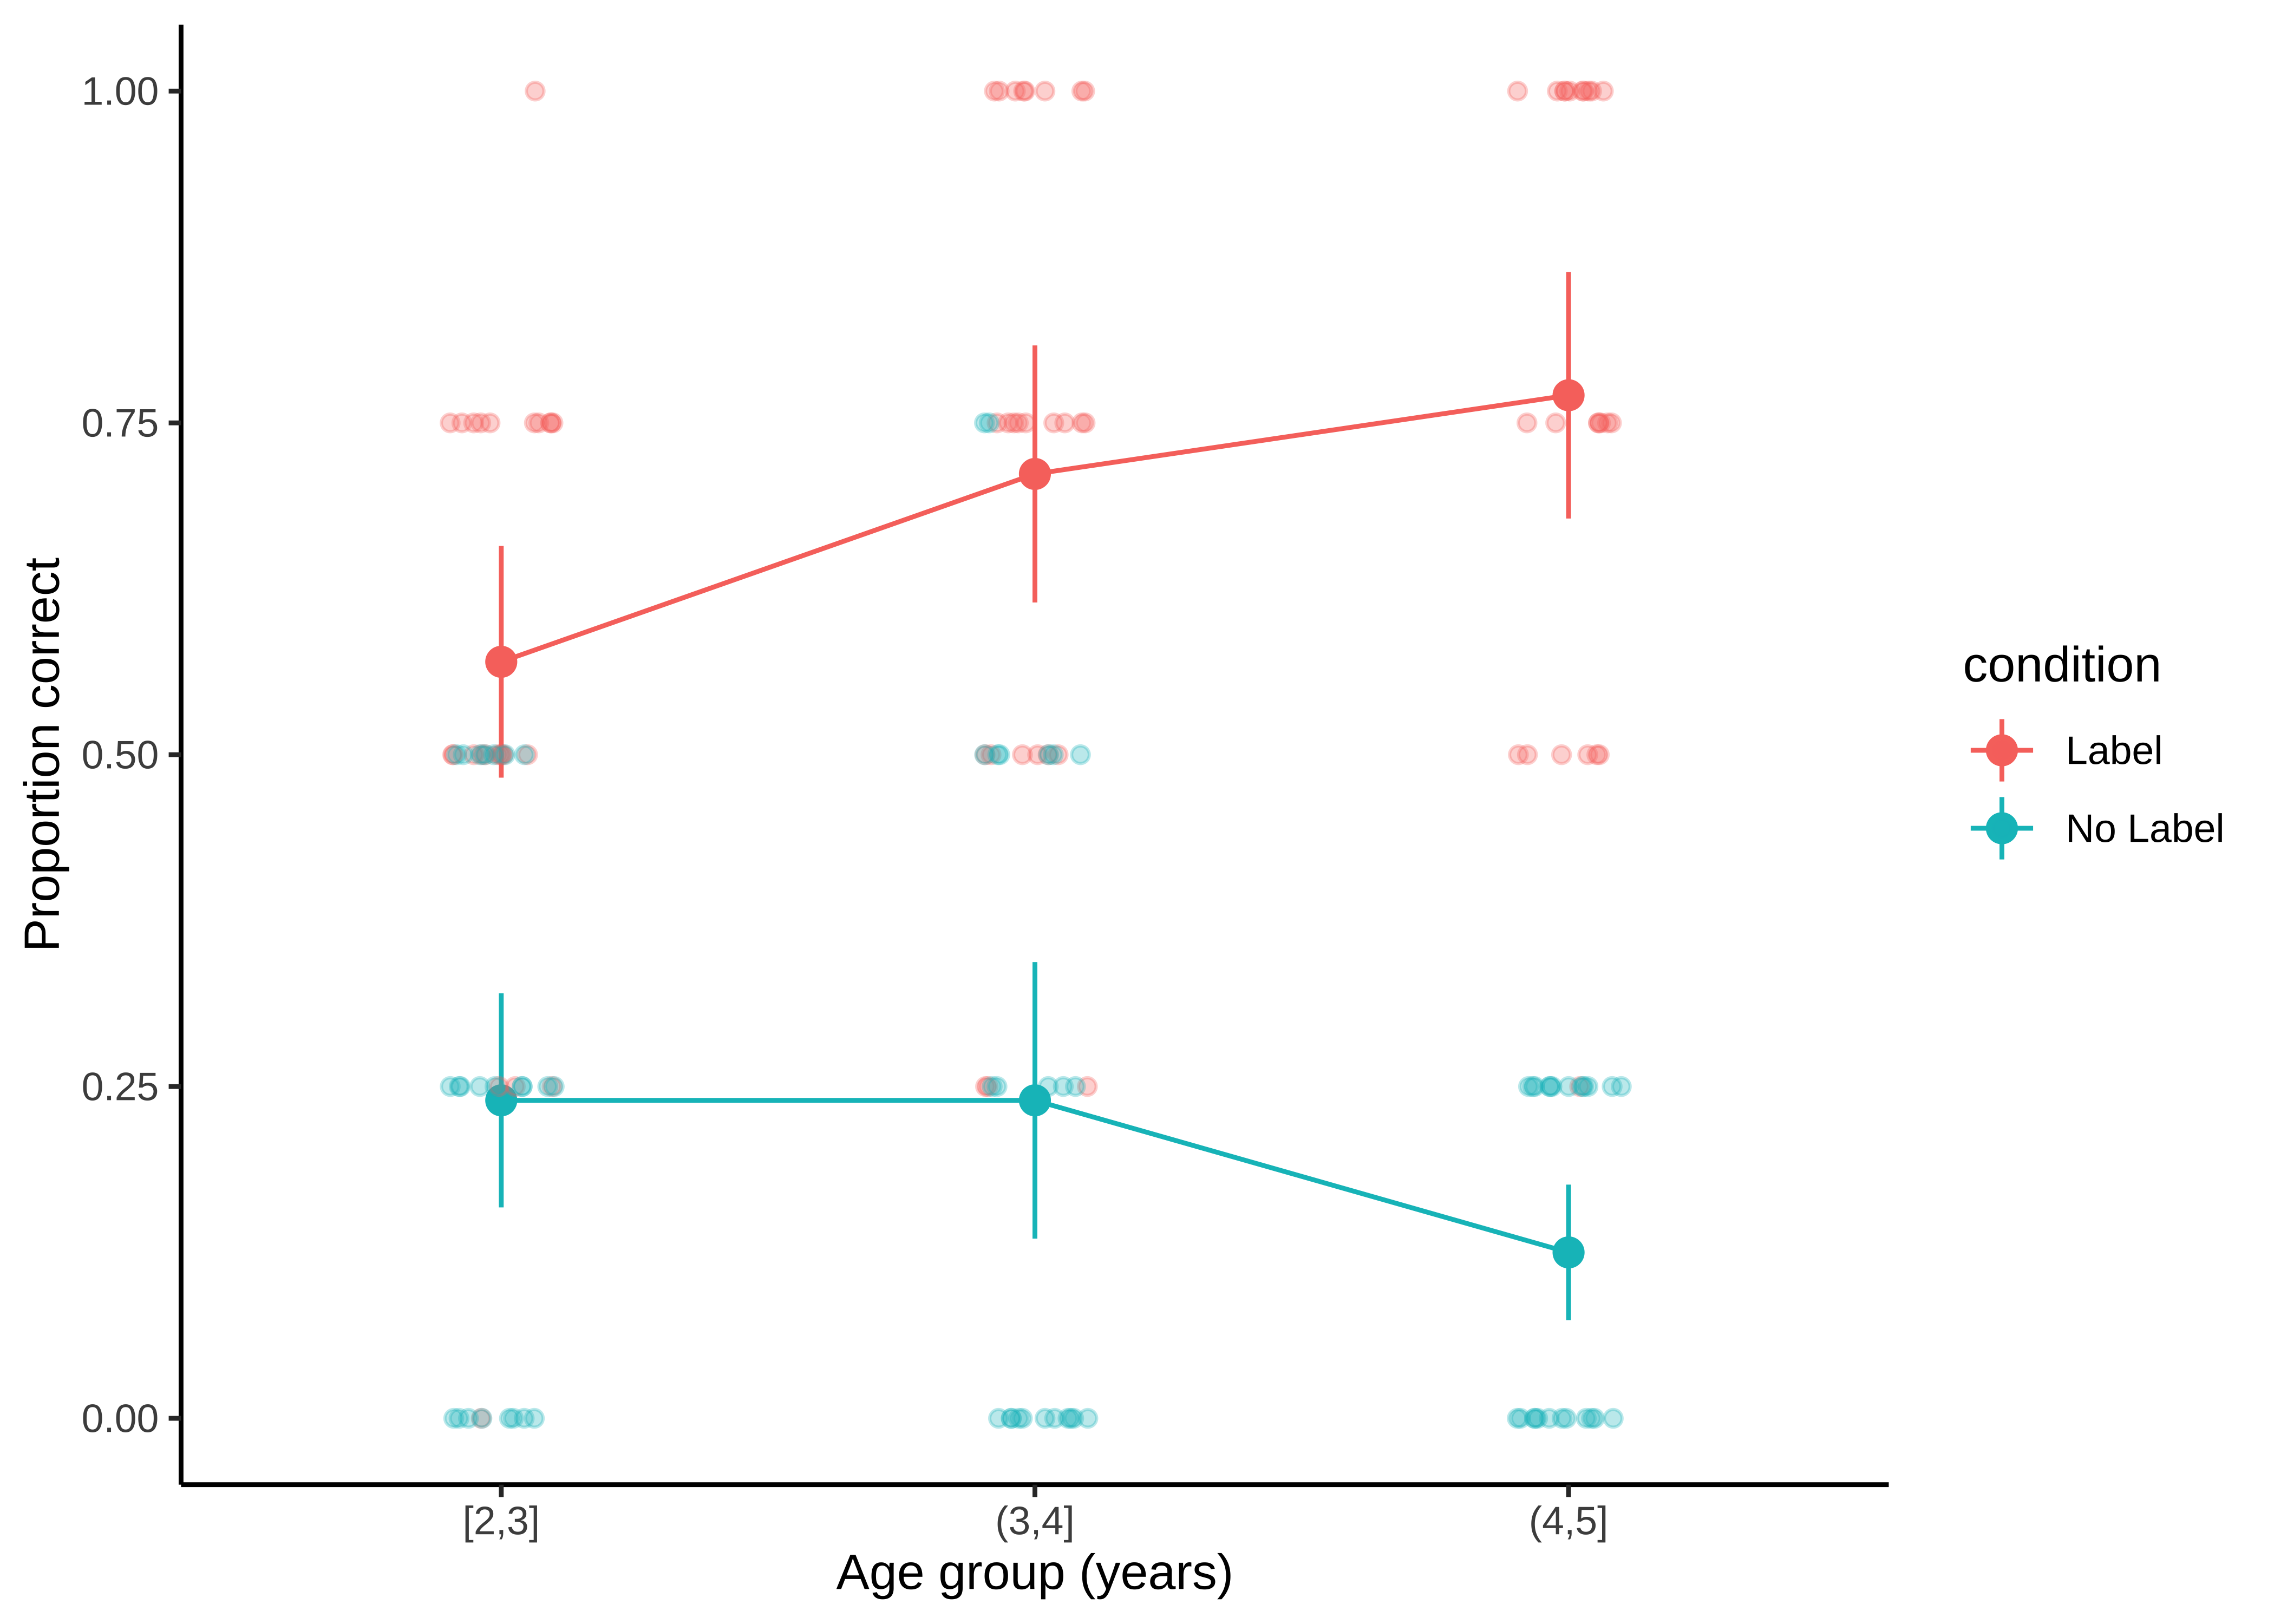 1.00
0.75
0.50
0.25
0.00
Proportion correct
[2,3]
(3,4]
(4,5]
Age group (years)
condition
Label
No Label